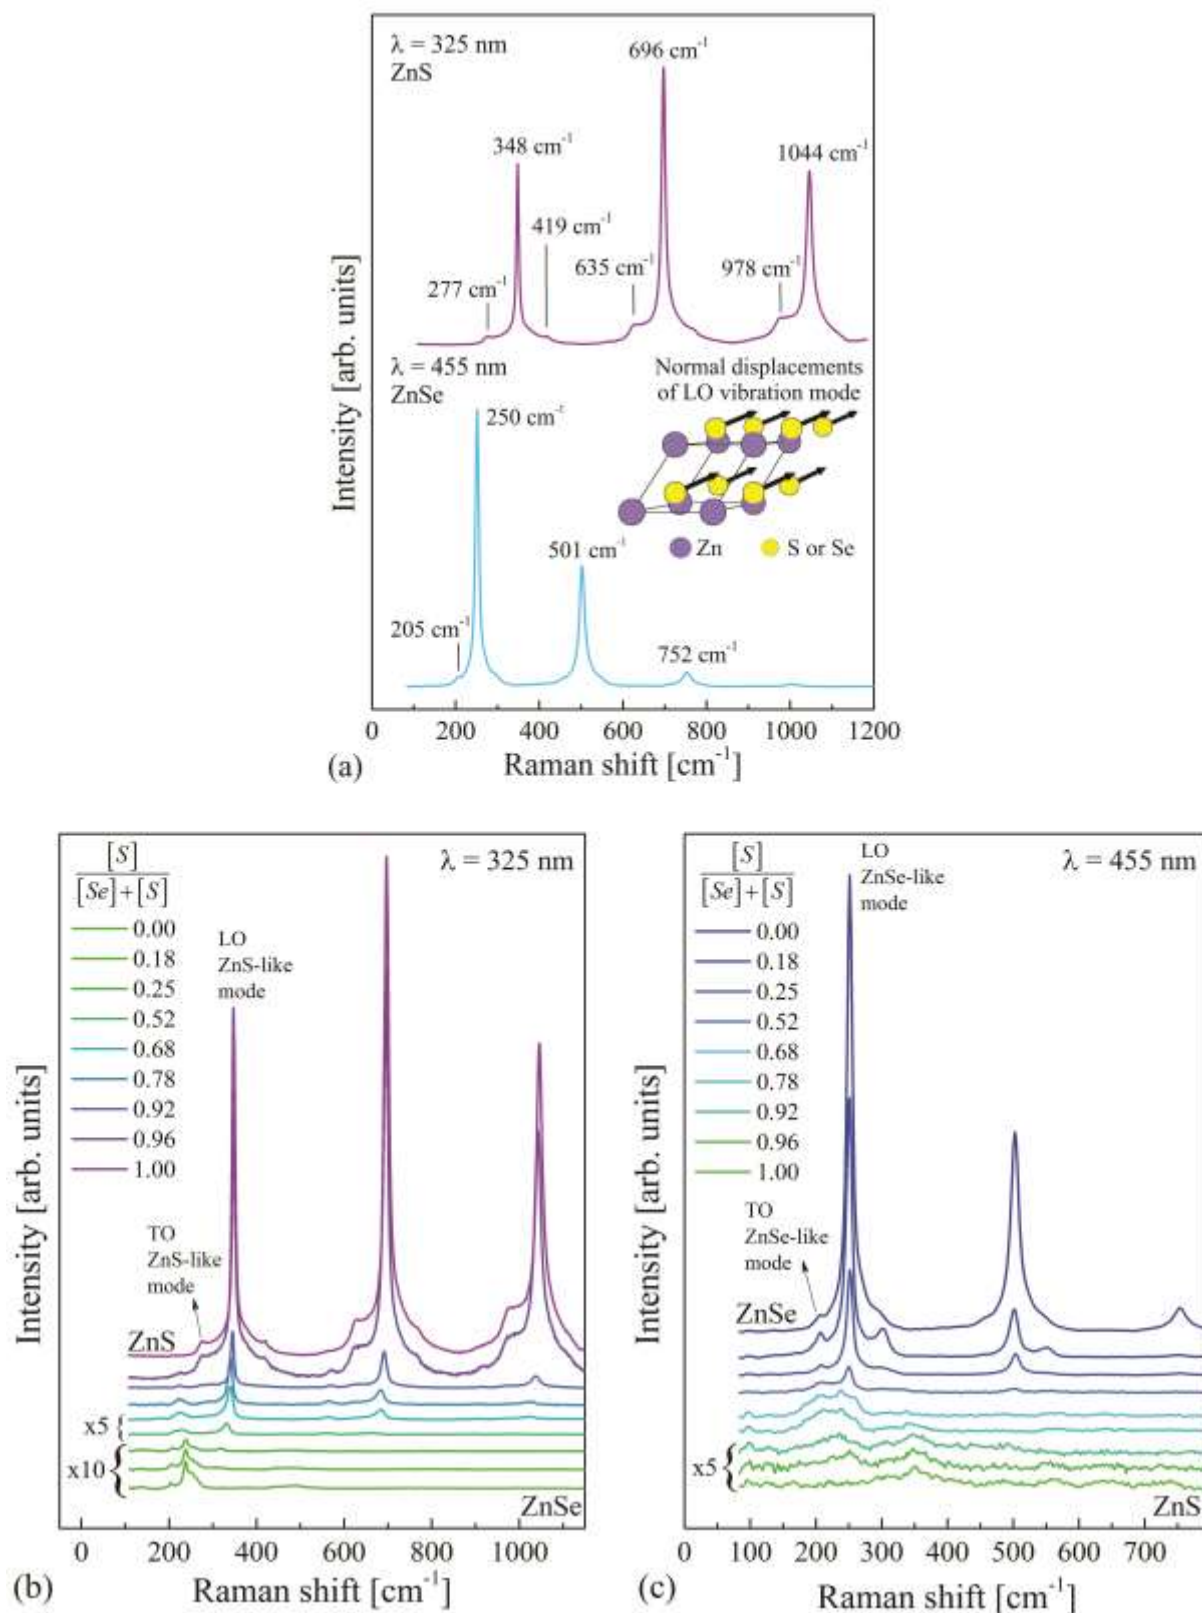 λ = 325 nm
ZnS
696 cm⁻¹
348 cm⁻¹
1044 cm⁻¹
419 cm⁻¹
635 cm⁻¹
978 cm⁻¹
277 cm⁻¹
λ = 455 nm
ZnSe
250 cm⁻¹
Normal displacements
of LO vibration mode
Zn
S or Se
501 cm⁻¹
205 cm⁻¹
752 cm⁻¹
Intensity [arb. units]
0 200 400 600 800 1000 1200
(a)
Raman shift [cm⁻¹]
[S]
[Se]+[S]
λ = 325 nm
0.00
0.18
0.25
0.52
0.68
0.78
0.92
0.96
1.00
LO
ZnS-like
mode
TO
ZnS-like
mode
ZnS
x5 {
x10 {
ZnSe
Intensity [arb. units]
0 200 400 600 800 1000
(b)
Raman shift [cm⁻¹]
[S]
[Se]+[S]
LO
ZnSe-like
mode
λ = 455 nm
0.00
0.18
0.25
0.52
0.68
0.78
0.92
0.96
1.00
TO
ZnSe-like
mode
ZnSe
x5 {
ZnS
Intensity [arb. units]
0 100 200 300 400 500 600 700
(c)
Raman shift [cm⁻¹]